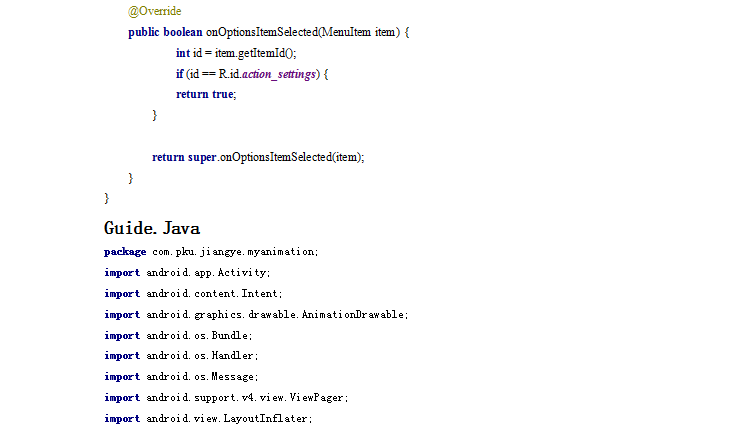 @Override
public boolean onOptionsItemSelected(MenuItem item) {
int id = item.getItemId();
if (id == R.id.action_settings) {
return true;
}
return super.onOptionsItemSelected(item);
}
}
Guide.Java
package com.pku.jiangye.myanimation;
import android.app.Activity;
import android.content.Intent;
import android.graphics.drawable.AnimationDrawable;
import android.os.Bundle;
import android.os.Handler;
import android.os.Message;
import android.support.v4.view.ViewPager;
import android.view.LayoutInflater;